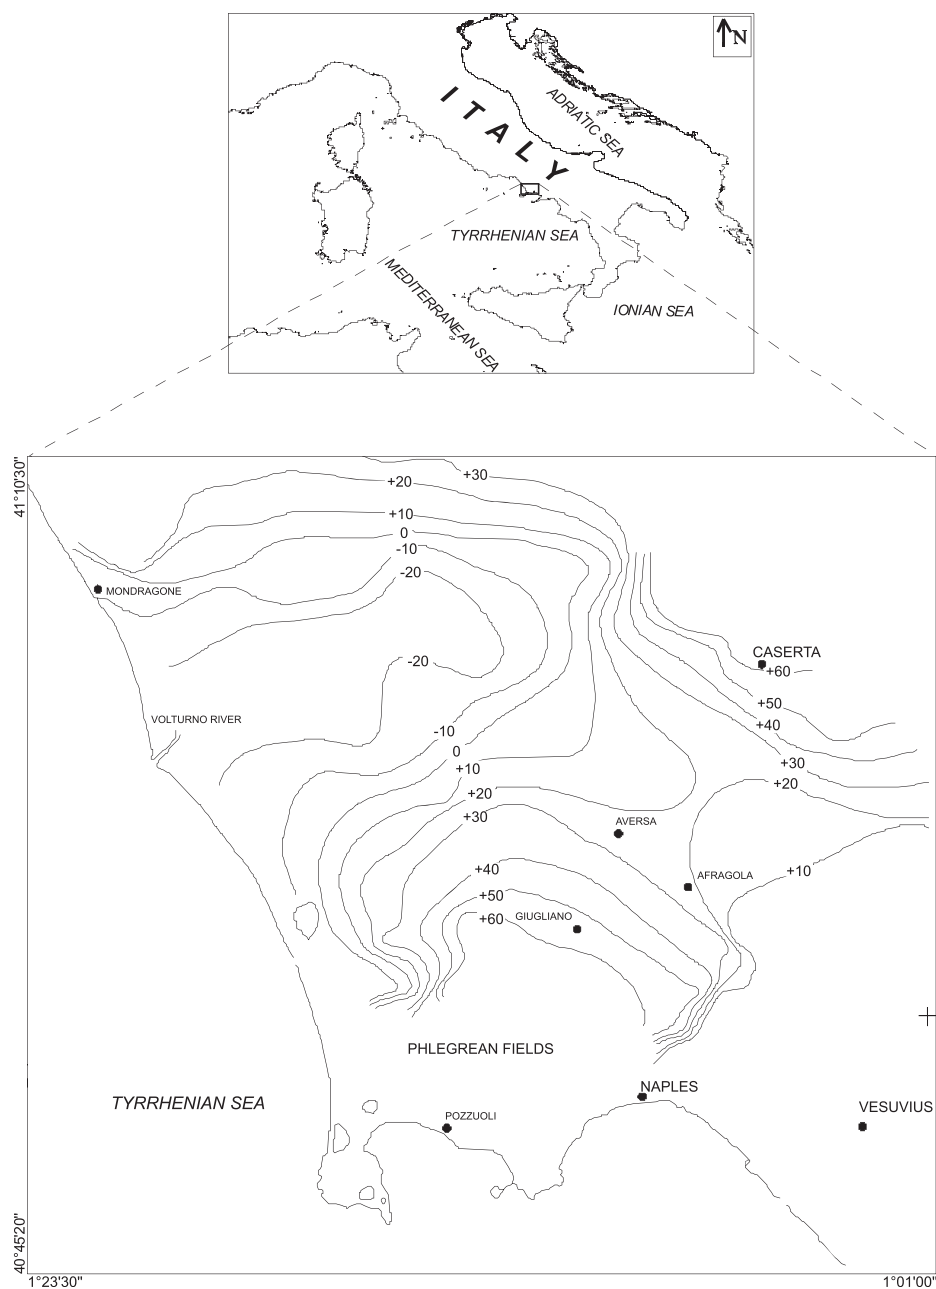 N
ITALY
ADRIATIC SEA
TYRRHENIAN SEA
MEDITERRANEAN SEA
IONIAN SEA
41°10'30"
+30
+20
+10
0
-10
-20
MONDRAGONE
CASERTA
+60
-20
+50
VOLTURNO RIVER
+40
-10
0
+30
+10
+20
+20
+30
AVERSA
+40
+10
AFRAGOLA
+50
+60
GIUGLIANO
PHLEGREAN FIELDS
NAPLES
TYRRHENIAN SEA
VESUVIUS
POZZUOLI
40°45'20"
1°23'30"
1°01'00"